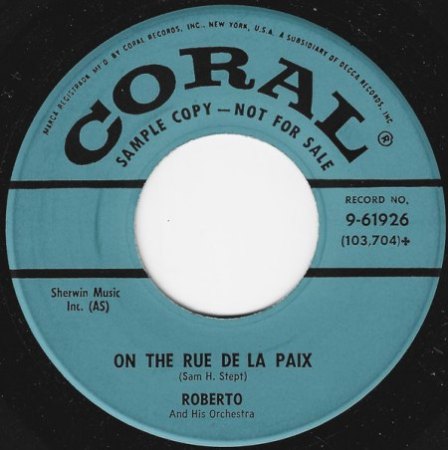 MARCA REGISTRADA MF'D BY CORAL RECORDS, INC., NEW YORK, U.S.A. A SUBSIDIARY OF DECCA RECORDS, INC.
CORAL®
SAMPLE COPY — NOT FOR SALE
RECORD NO.
9-61926
(103,704)+
Sherwin Music
Inc. (AS)
ON THE RUE DE LA PAIX
(Sam H. Stept)
ROBERTO
And His Orchestra